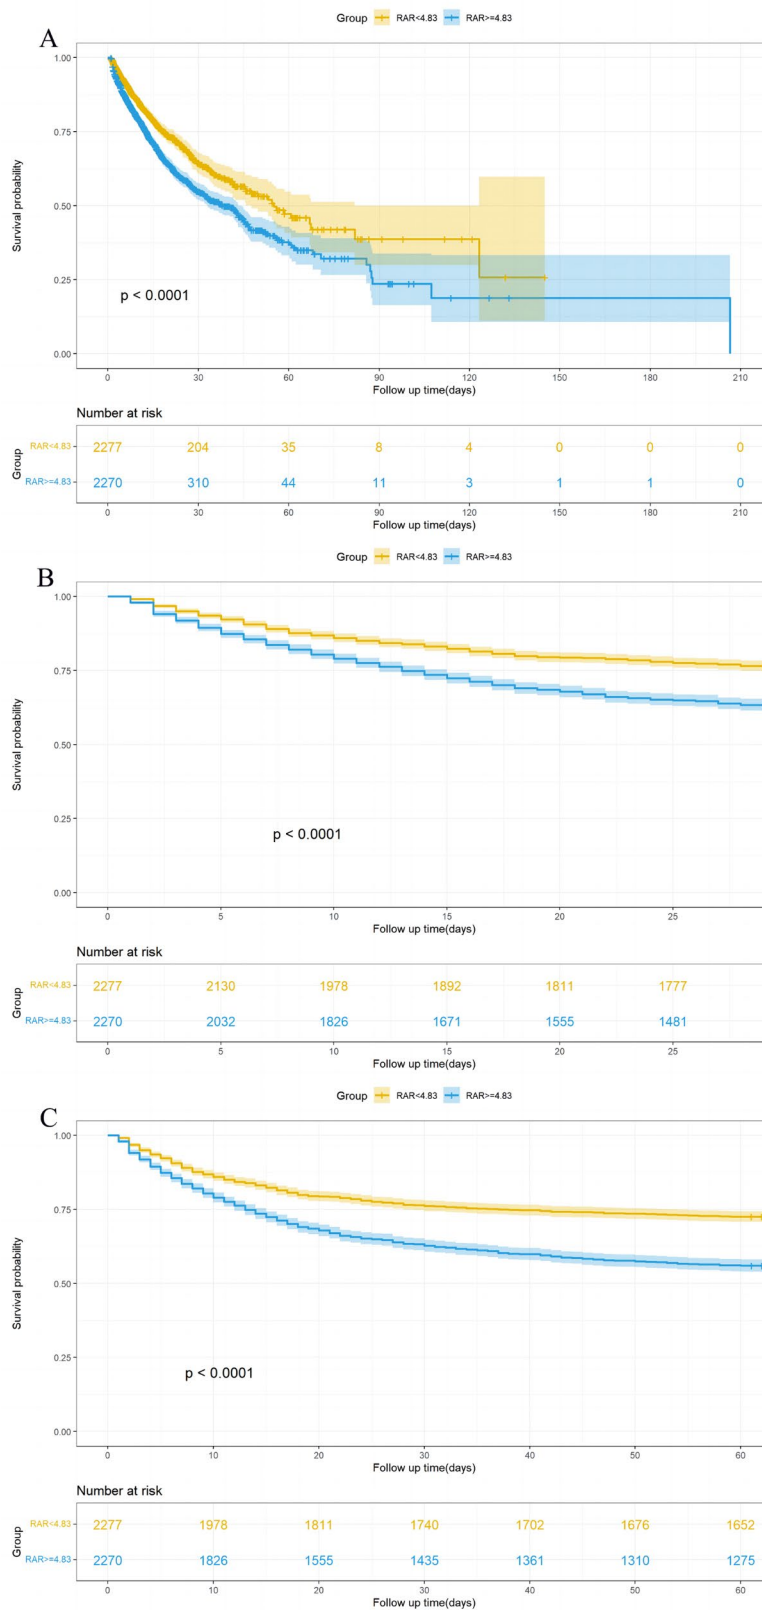 Group RAR<4.83 RAR>=4.83
A
1.00
0.75
0.50
0.25
0.00
Survival probability
p < 0.0001
0 30 60 90 120 150 180 210
Follow up time(days)
Number at risk
Group
RAR<4.83 2277 204 35 8 4 0 0 0
RAR>=4.83 2270 310 44 11 3 1 1 0
0 30 60 90 120 150 180 210
Follow up time(days)
Group RAR<4.83 RAR>=4.83
B
1.00
0.75
0.50
0.25
0.00
Survival probability
p < 0.0001
0 5 10 15 20 25
Follow up time(days)
Number at risk
Group
RAR<4.83 2277 2130 1978 1892 1811 1777
RAR>=4.83 2270 2032 1826 1671 1555 1481
0 5 10 15 20 25
Follow up time(days)
Group RAR<4.83 RAR>=4.83
C
1.00
0.75
0.50
0.25
0.00
Survival probability
p < 0.0001
0 10 20 30 40 50 60
Follow up time(days)
Number at risk
Group
RAR<4.83 2277 1978 1811 1740 1702 1676 1652
RAR>=4.83 2270 1826 1555 1435 1361 1310 1275
0 10 20 30 40 50 60
Follow up time(days)